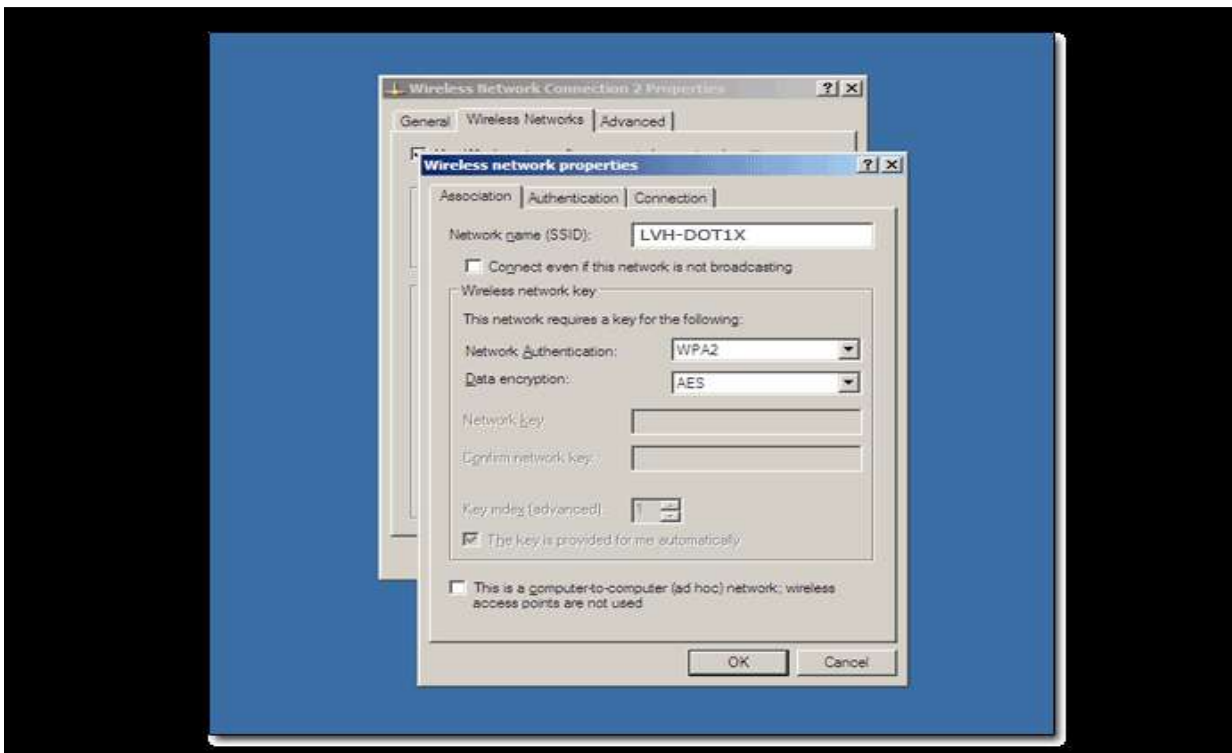 Wireless Network Connection 2 Properties
General Wireless Networks Advanced
Wireless network properties
Association Authentication Connection
Network name (SSID): LVH-DOT1X
Connect even if this network is not broadcasting
Wireless network key
This network requires a key for the following:
Network Authentication: WPA2
Data encryption: AES
Network key:
Confirm network key:
Key index (advanced): 1
The key is provided for me automatically
This is a computer-to-computer (ad hoc) network; wireless
access points are not used
OK Cancel